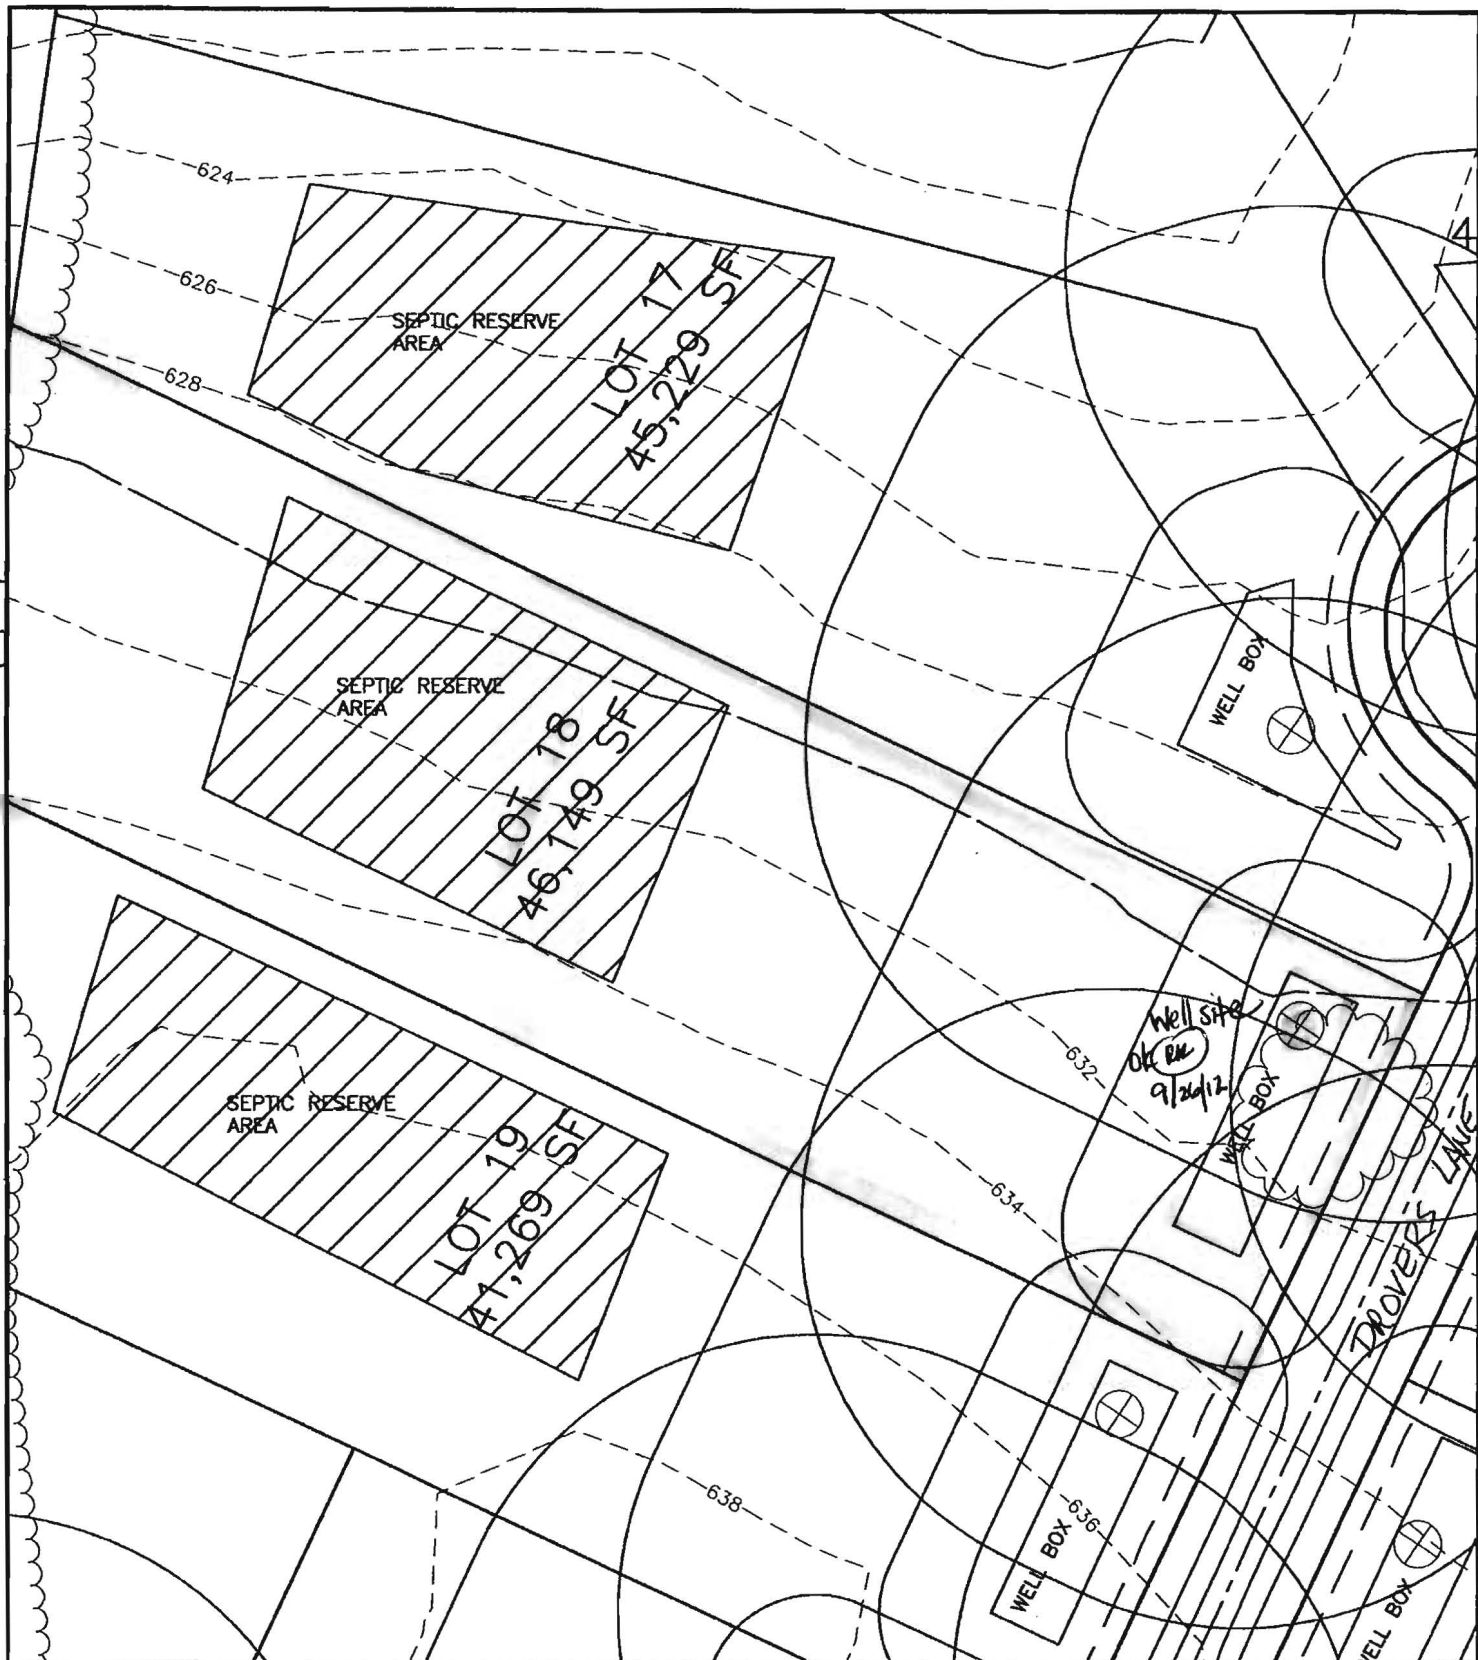 4
624
626
628
SEPTIC RESERVE
AREA
LOT 17
45,229 SF
WELL BOX
SEPTIC RESERVE
AREA
LOT 18
46,149 SF
Well site
9/26/12
632
WELL BOX
634
SEPTIC RESERVE
AREA
LOT 19
41,269 SF
DROVERS LANE
638
636
WELL BOX
WELL BOX